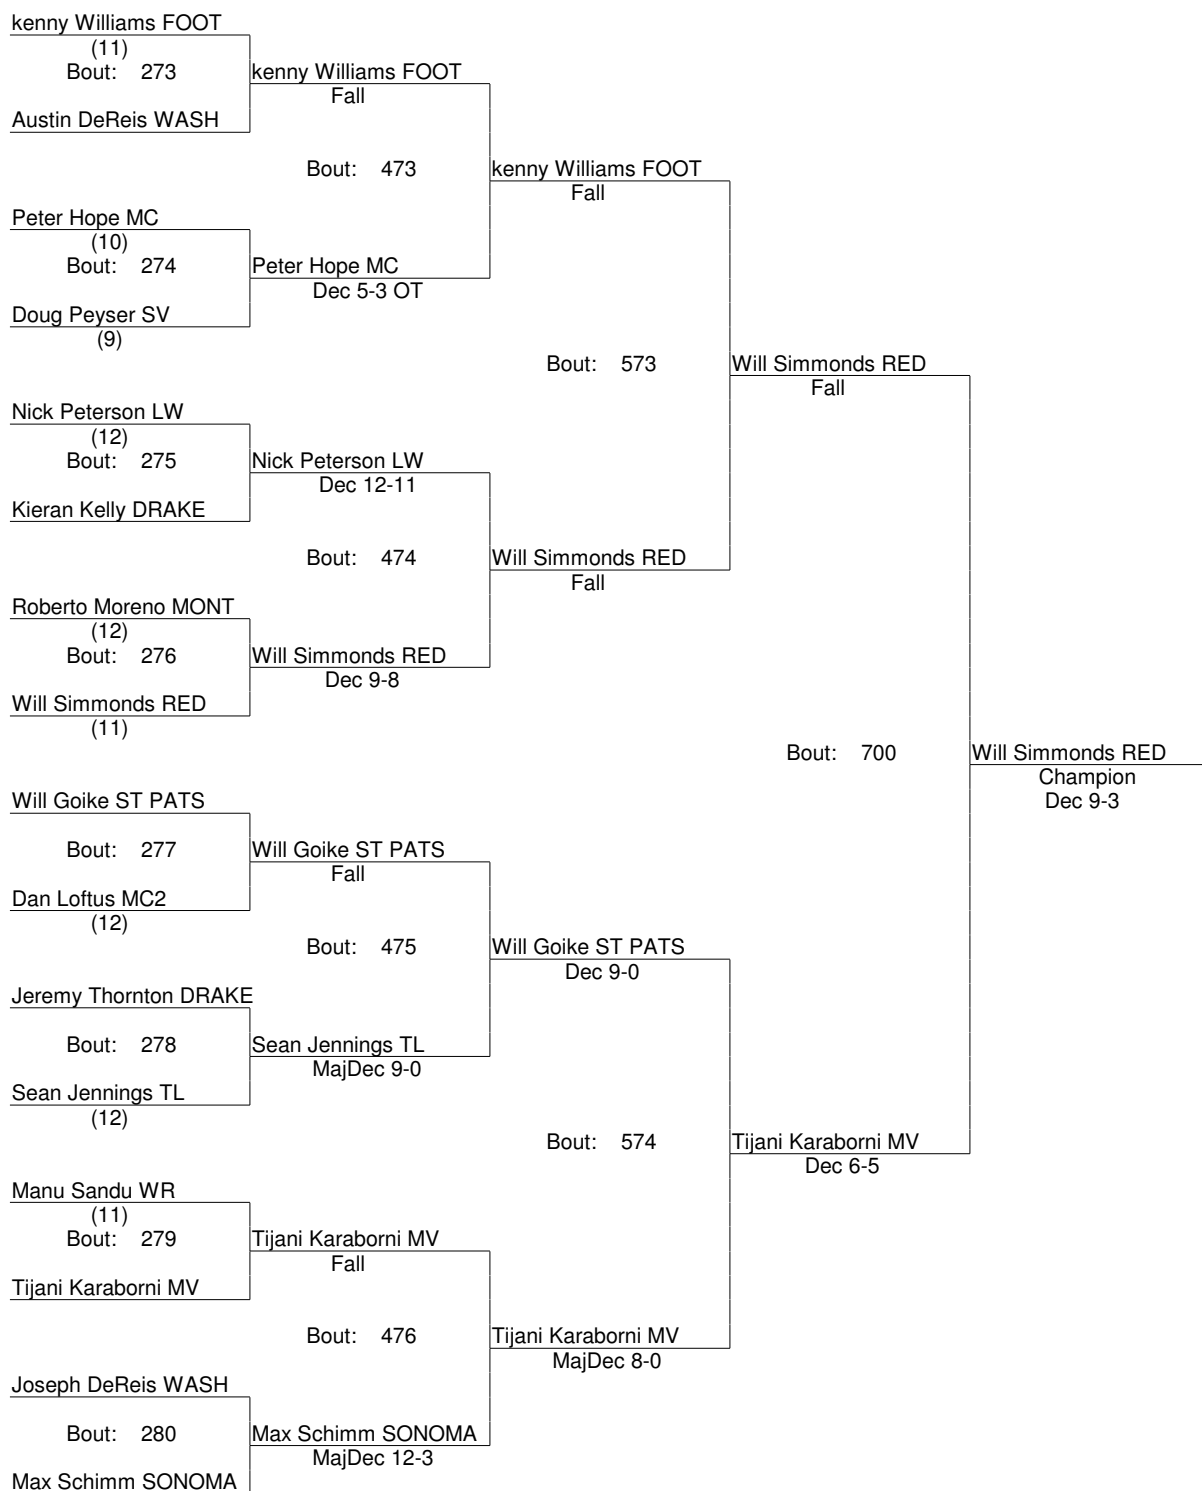 kenny Williams FOOT
(11)
Bout: 273
kenny Williams FOOT
Fall
Austin DeReis WASH
Bout: 473
kenny Williams FOOT
Fall
Peter Hope MC
(10)
Bout: 274
Peter Hope MC
Dec 5-3 OT
Doug Peyser SV
(9)
Bout: 573
Will Simmonds RED
Fall
Nick Peterson LW
(12)
Bout: 275
Nick Peterson LW
Dec 12-11
Kieran Kelly DRAKE
Bout: 474
Will Simmonds RED
Fall
Roberto Moreno MONT
(12)
Bout: 276
Will Simmonds RED
Dec 9-8
Will Simmonds RED
(11)
Bout: 700
Will Simmonds RED
Champion
Dec 9-3
Will Goike ST PATS
Bout: 277
Will Goike ST PATS
Fall
Dan Loftus MC2
(12)
Bout: 475
Will Goike ST PATS
Dec 9-0
Jeremy Thornton DRAKE
Bout: 278
Sean Jennings TL
MajDec 9-0
Sean Jennings TL
(12)
Bout: 574
Tijani Karaborni MV
Dec 6-5
Manu Sandu WR
(11)
Bout: 279
Tijani Karaborni MV
Fall
Tijani Karaborni MV
Bout: 476
Tijani Karaborni MV
MajDec 8-0
Joseph DeReis WASH
Bout: 280
Max Schimm SONOMA
MajDec 12-3
Max Schimm SONOMA